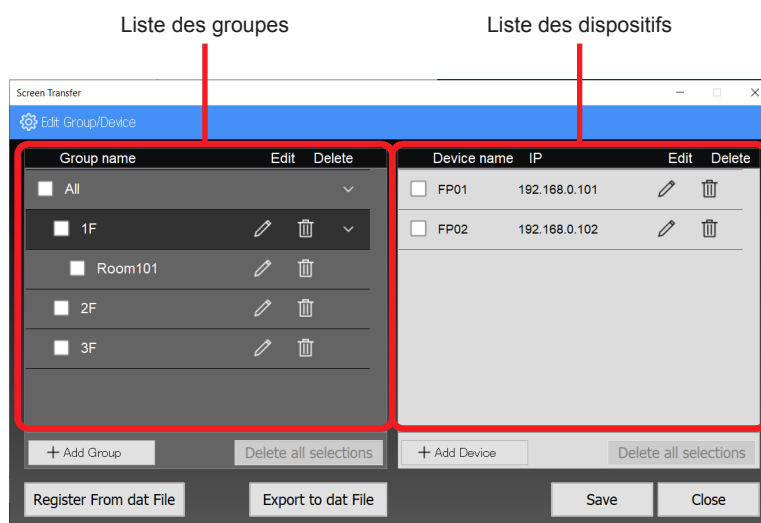 Liste des groupes Liste des dispositifs
Screen Transfer
Edit Group/Device
Group name Edit Delete Device name IP Edit Delete
All FP01 192.168.0.101
1F FP02 192.168.0.102
Room101
2F
3F
+ Add Group Delete all selections + Add Device Delete all selections
Register From dat File Export to dat File Save Close